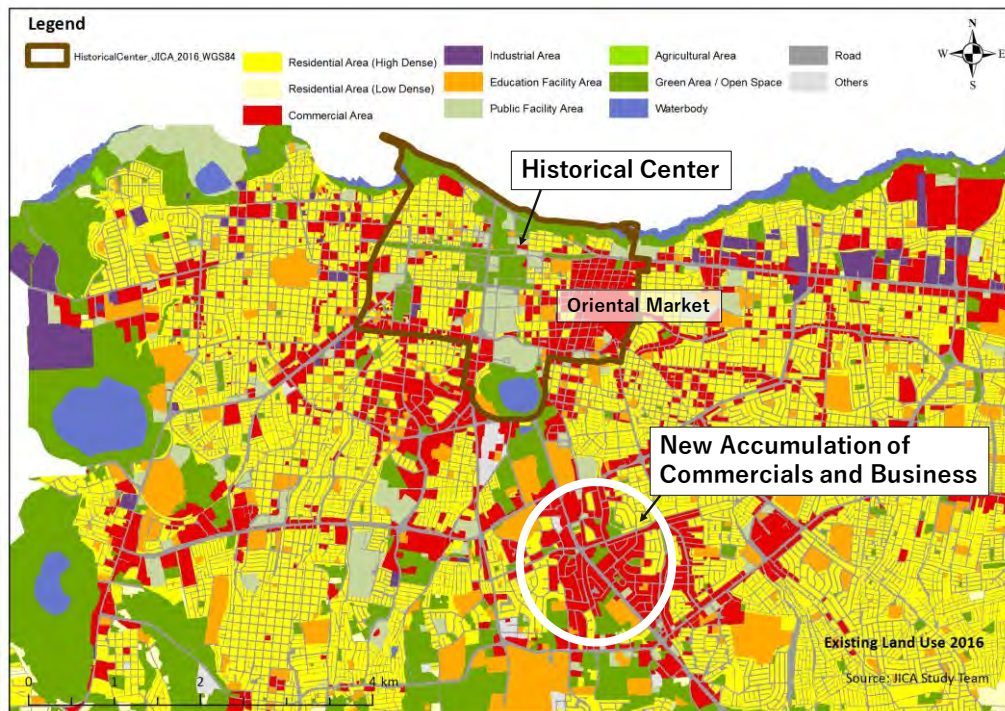 Legend
HistoricalCenter_JICA_2016_WGS84
Residential Area (High Dense)
Residential Area (Low Dense)
Commercial Area
Industrial Area
Education Facility Area
Public Facility Area
Agricultural Area
Green Area / Open Space
Waterbody
Road
Others
N
W E
S
Historical Center
Oriental Market
New Accumulation of
Commercials and Business
Existing Land Use 2016
Source: JICA Study Team
0 1 2 4 km